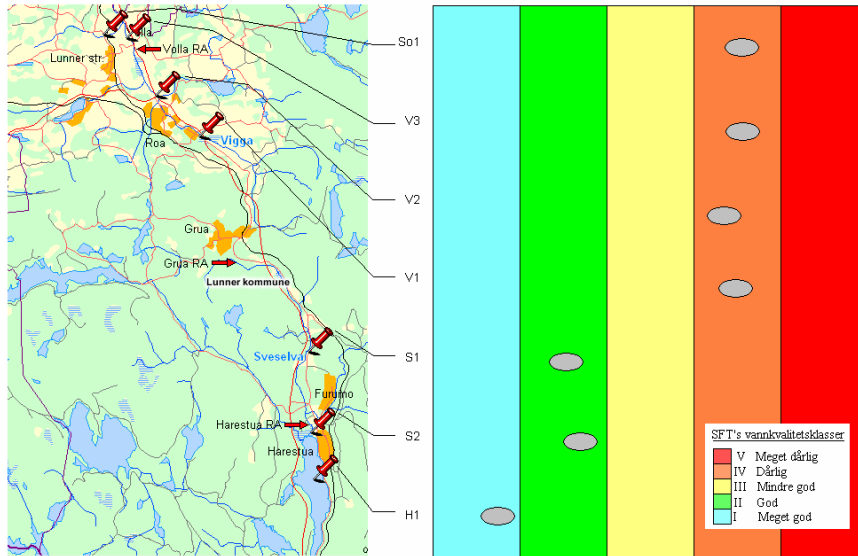 lla
Volla RA
Lunner str.
Roa
Vigga
Grua
Grua RA
Lunner kommune
Sveselva
Furumo
Harestua RA
Harestua
So1
V3
V2
V1
S1
S2
H1
SFT's vannkvalitetsklasser
V Meget dårlig
IV Dårlig
III Mindre god
II God
I Meget god